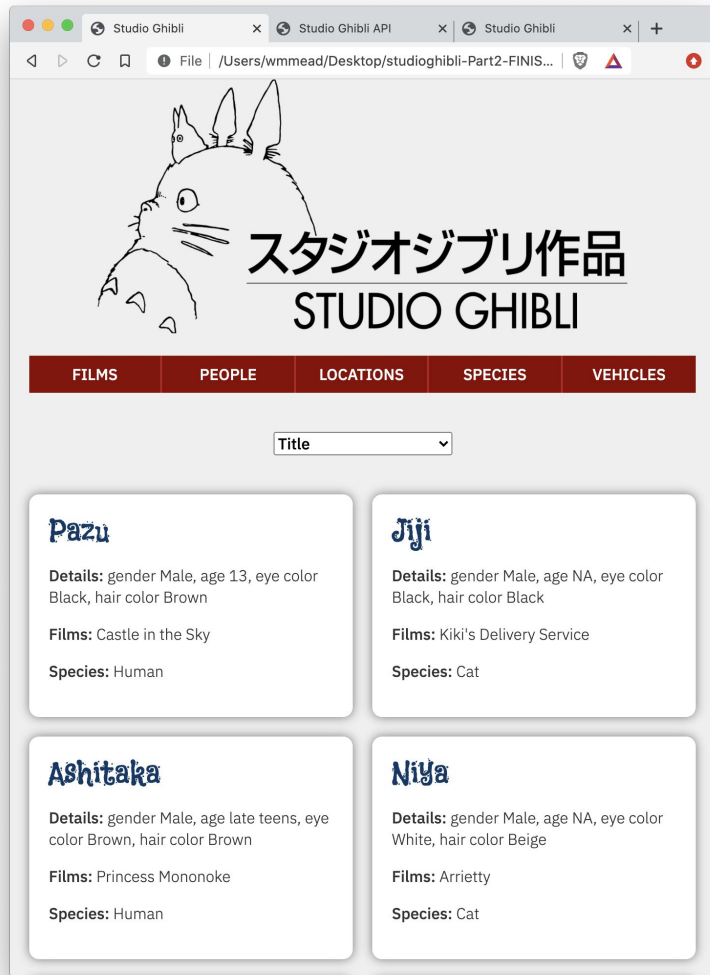 Studio Ghibli
Studio Ghibli API
Studio Ghibli
File
/Users/wmmead/Desktop/studioghibli-Part2-FINIS...
スタジオジブリ作品
STUDIO GHIBLI
FILMS
PEOPLE
LOCATIONS
SPECIES
VEHICLES
Title
Pazu
Details: gender Male, age 13, eye color
Black, hair color Brown
Films: Castle in the Sky
Species: Human
Jiji
Details: gender Male, age NA, eye color
Black, hair color Black
Films: Kiki's Delivery Service
Species: Cat
Ashitaka
Details: gender Male, age late teens, eye
color Brown, hair color Brown
Films: Princess Mononoke
Species: Human
Niya
Details: gender Male, age NA, eye color
White, hair color Beige
Films: Arrietty
Species: Cat